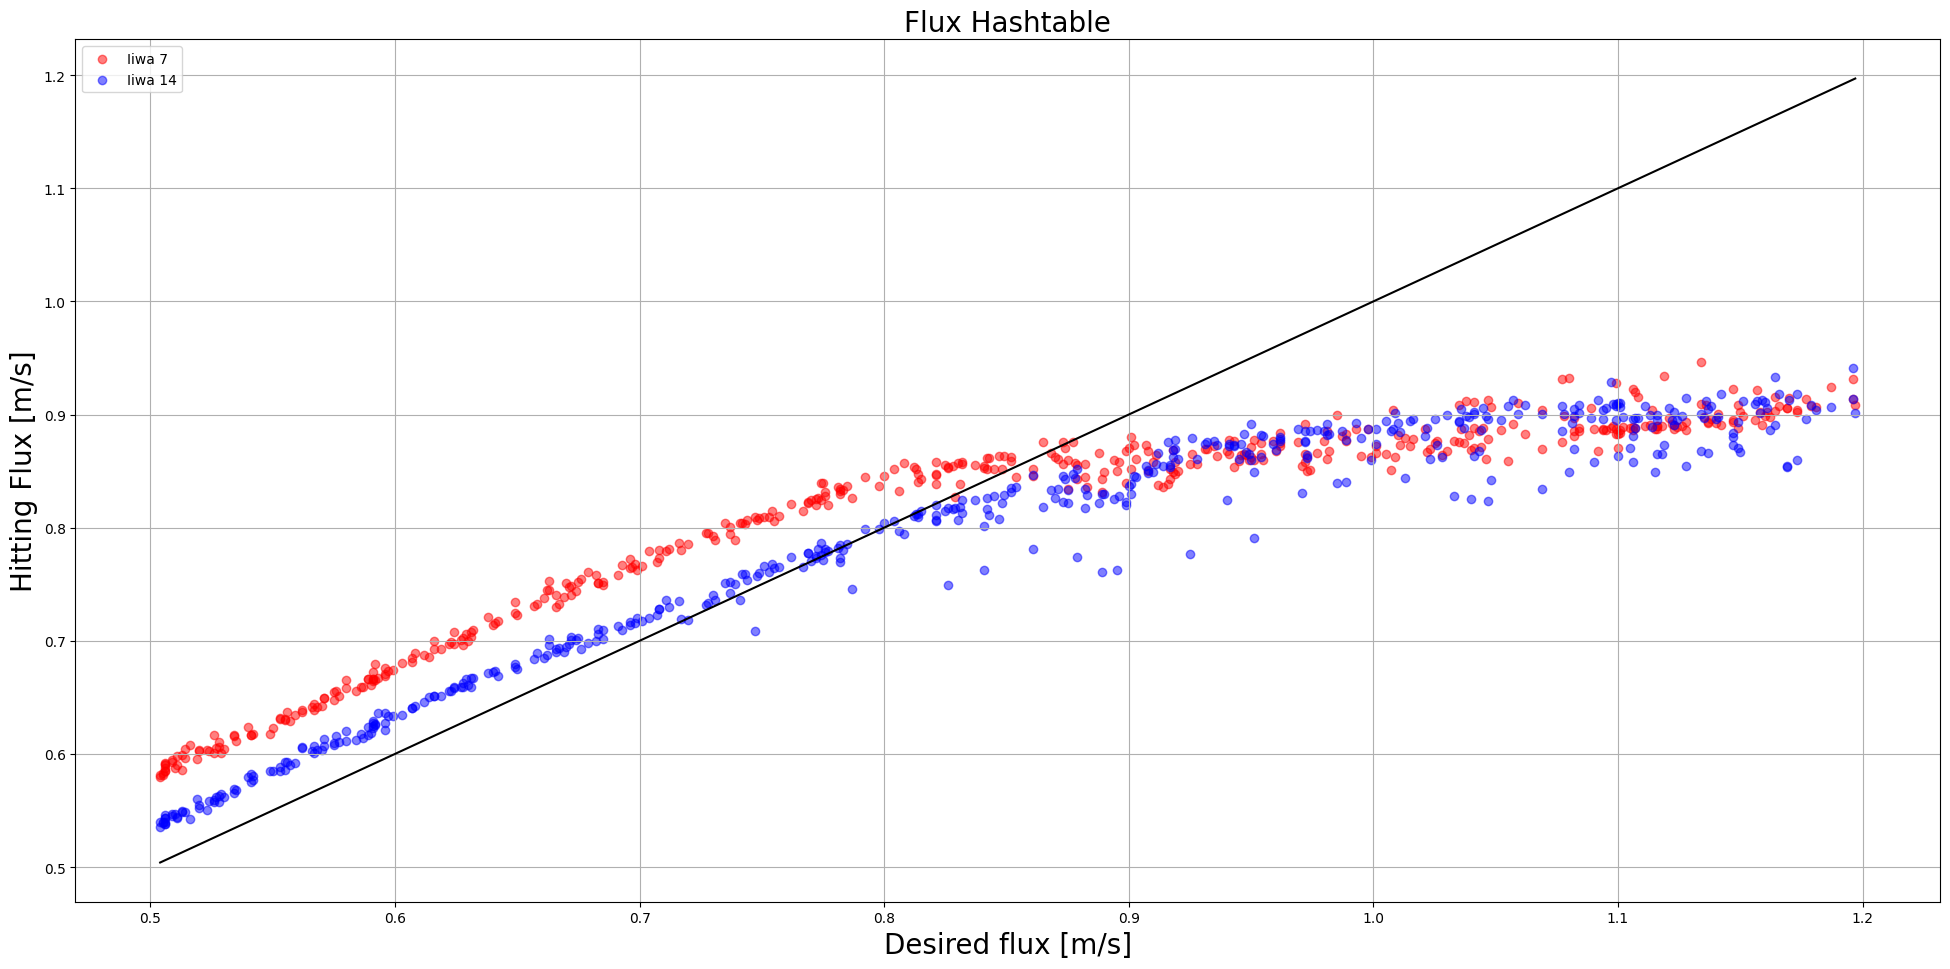 Flux Hashtable
Iiwa 7
Iiwa 14
Hitting Flux [m/s]
1.2
1.1
1.0
0.9
0.8
0.7
0.6
0.5
0.5 0.6 0.7 0.8 0.9 1.0 1.1 1.2
Desired flux [m/s]